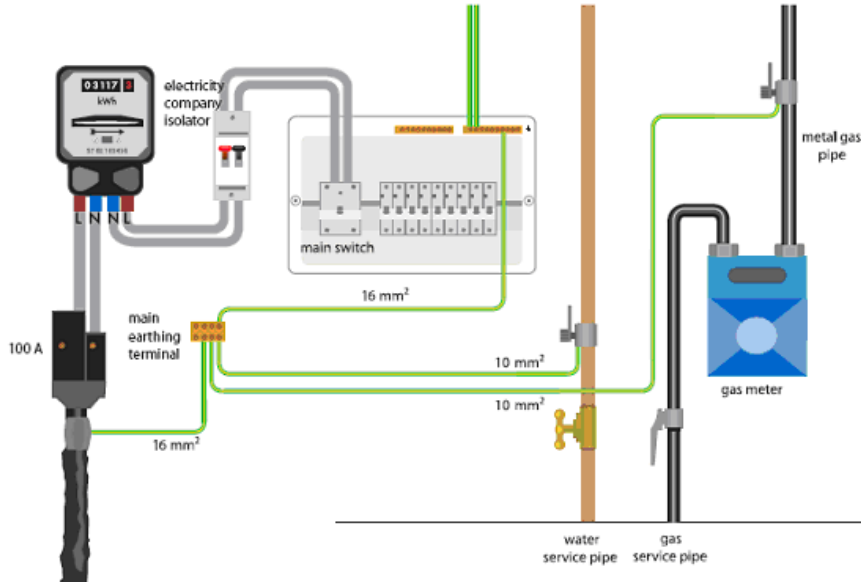 03117 3
kWh
electricity
company
isolator
L N N L
main switch
metal gas
pipe
16 mm²
main
earthing
terminal
100 A
10 mm²
10 mm²
gas meter
16 mm²
water
service pipe
gas
service pipe